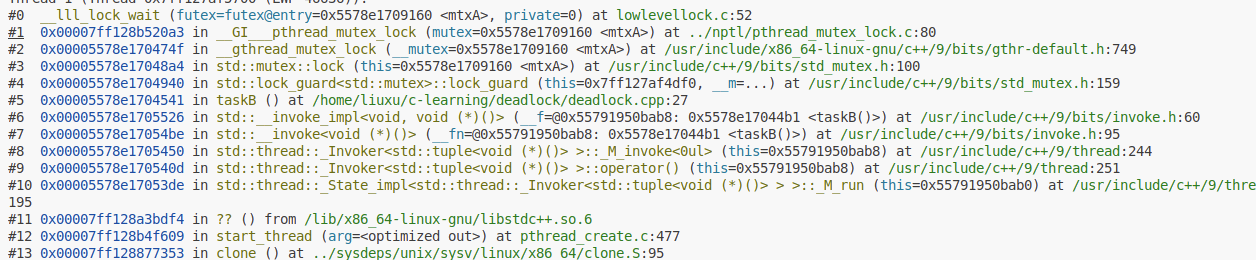 #0  __lll_lock_wait (futex=futex@entry=0x5578e1709160 <mtxA>, private=0) at lowlevellock.c:52
#1  0x00007ff128b520a3 in __GI___pthread_mutex_lock (mutex=0x5578e1709160 <mtxA>) at ../nptl/pthread_mutex_lock.c:80
#2  0x00005578e170474f in __gthread_mutex_lock (__mutex=0x5578e1709160 <mtxA>) at /usr/include/x86_64-linux-gnu/c++/9/bits/gthr-default.h:749
#3  0x00005578e17048a4 in std::mutex::lock (this=0x5578e1709160 <mtxA>) at /usr/include/c++/9/bits/std_mutex.h:100
#4  0x00005578e1704940 in std::lock_guard<std::mutex>::lock_guard (this=0x7ff127af4df0, __m=...) at /usr/include/c++/9/bits/std_mutex.h:159
#5  0x00005578e1704541 in taskB () at /home/liuxu/c-learning/deadlock/deadlock.cpp:27
#6  0x00005578e1705526 in std::__invoke_impl<void, void (*)()> (__f=@0x55791950bab8: 0x5578e17044b1 <taskB()>) at /usr/include/c++/9/bits/invoke.h:60
#7  0x00005578e17054be in std::__invoke<void (*)()> (__fn=@0x55791950bab8: 0x5578e17044b1 <taskB()>) at /usr/include/c++/9/bits/invoke.h:95
#8  0x00005578e1705450 in std::thread::_Invoker<std::tuple<void (*)()> >::_M_invoke<0ul> (this=0x55791950bab8) at /usr/include/c++/9/thread:244
#9  0x00005578e170540d in std::thread::_Invoker<std::tuple<void (*)()> >::operator() (this=0x55791950bab8) at /usr/include/c++/9/thread:251
#10 0x00005578e17053de in std::thread::_State_impl<std::thread::_Invoker<std::tuple<void (*)()> > >::_M_run (this=0x55791950bab0) at /usr/include/c++/9/thre
195
#11 0x00007ff128a3bdf4 in ?? () from /lib/x86_64-linux-gnu/libstdc++.so.6
#12 0x00007ff128b4f609 in start_thread (arg=<optimized out>) at pthread_create.c:477
#13 0x00007ff128877353 in clone () at ../sysdeps/unix/sysv/linux/x86_64/clone.S:95